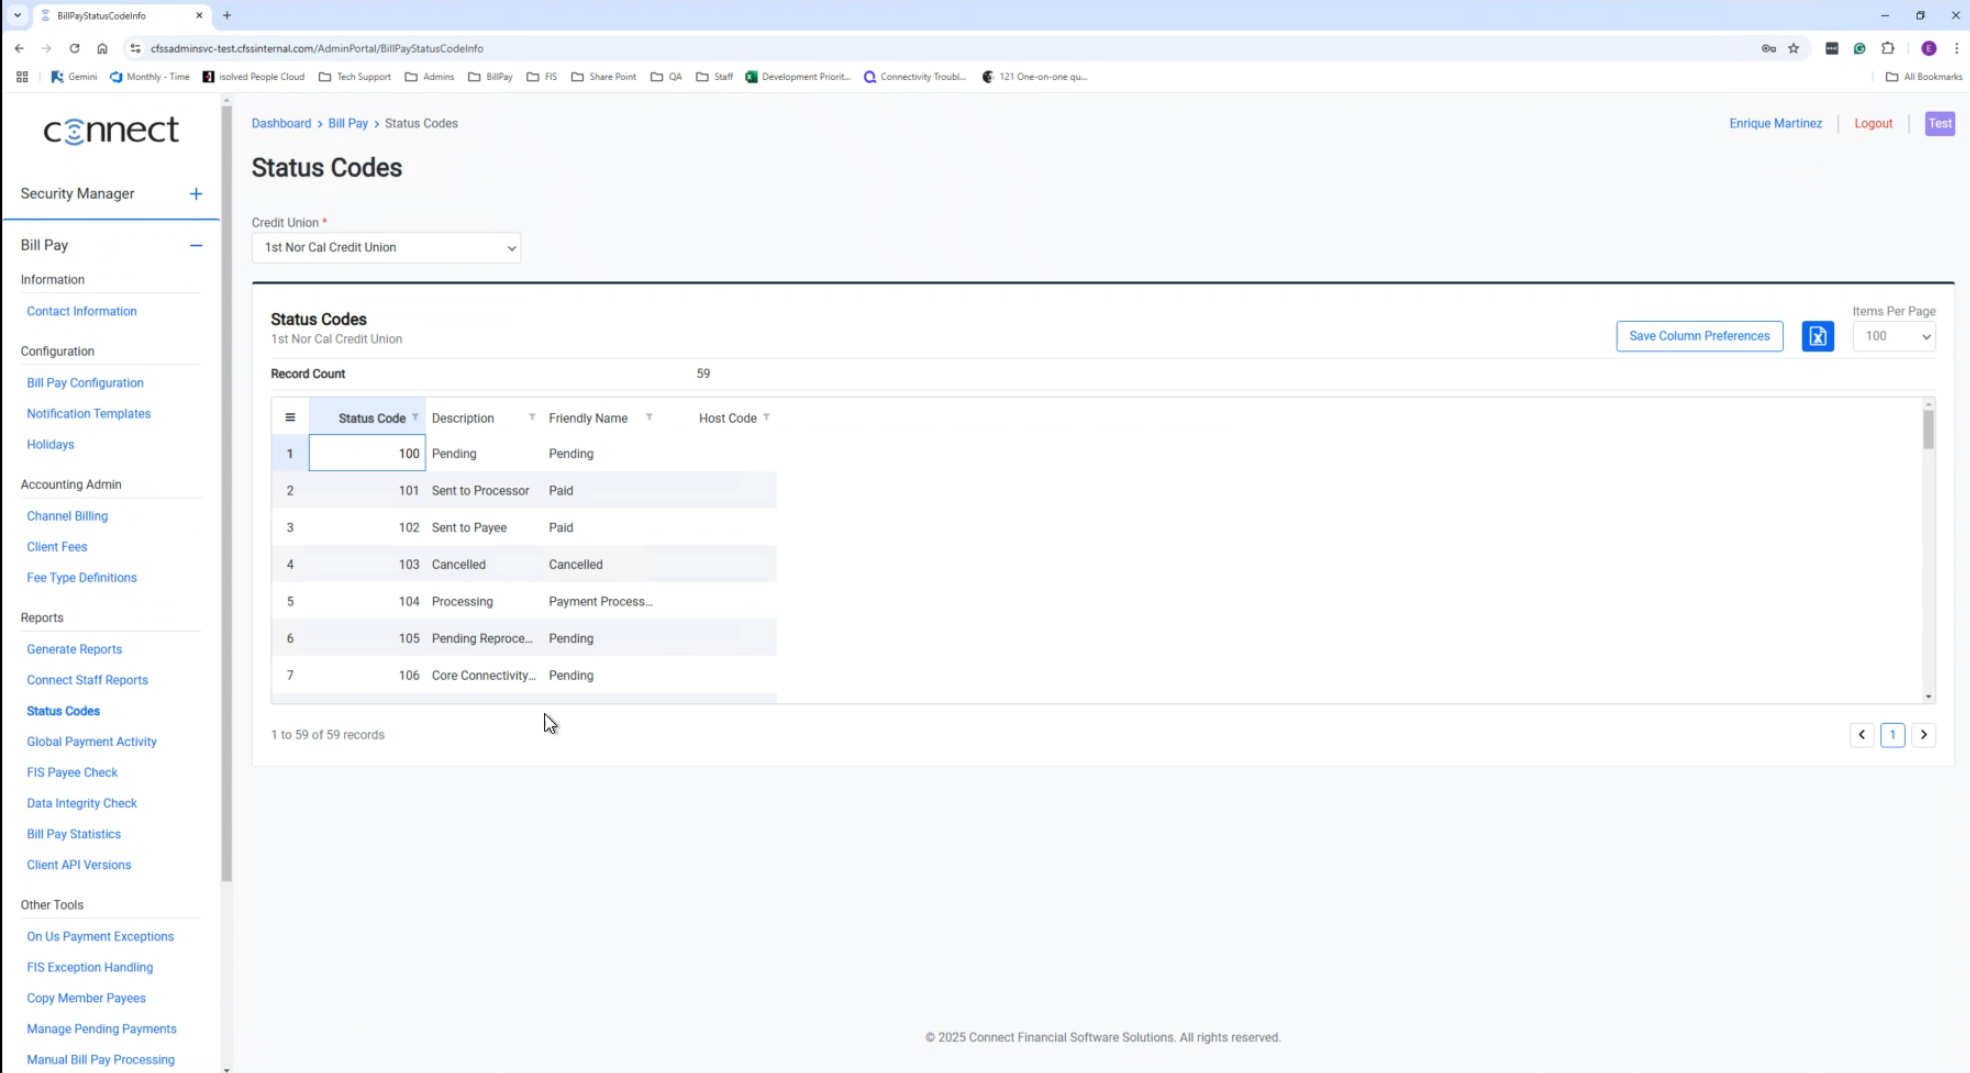 BillPayStatusCodeInfo
cfssadminsvc-test.cfssinternal.com/AdminPortal/BillPayStatusCodeInfo
E
Gemini Monthly - Time isolved People Cloud Tech Support Admins BillPay FIS Share Point QA Staff Development Priorit... Connectivity Troubl... 121 One-on-one qu... All Bookmarks
connect
Security Manager
Bill Pay
Information
Contact Information
Configuration
Bill Pay Configuration
Notification Templates
Holidays
Accounting Admin
Channel Billing
Client Fees
Fee Type Definitions
Reports
Generate Reports
Connect Staff Reports
Status Codes
Global Payment Activity
FIS Payee Check
Data Integrity Check
Bill Pay Statistics
Client API Versions
Other Tools
On Us Payment Exceptions
FIS Exception Handling
Copy Member Payees
Manage Pending Payments
Manual Bill Pay Processing
Dashboard > Bill Pay > Status Codes
Enrique Martinez Logout Test
Status Codes
Credit Union *
1st Nor Cal Credit Union
Status Codes
1st Nor Cal Credit Union
Save Column Preferences
Items Per Page
100
Record Count 59
Status Code Description Friendly Name Host Code
1 100 Pending Pending
2 101 Sent to Processor Paid
3 102 Sent to Payee Paid
4 103 Cancelled Cancelled
5 104 Processing Payment Process...
6 105 Pending Reproce... Pending
7 106 Core Connectivity... Pending
1 to 59 of 59 records
1
© 2025 Connect Financial Software Solutions. All rights reserved.